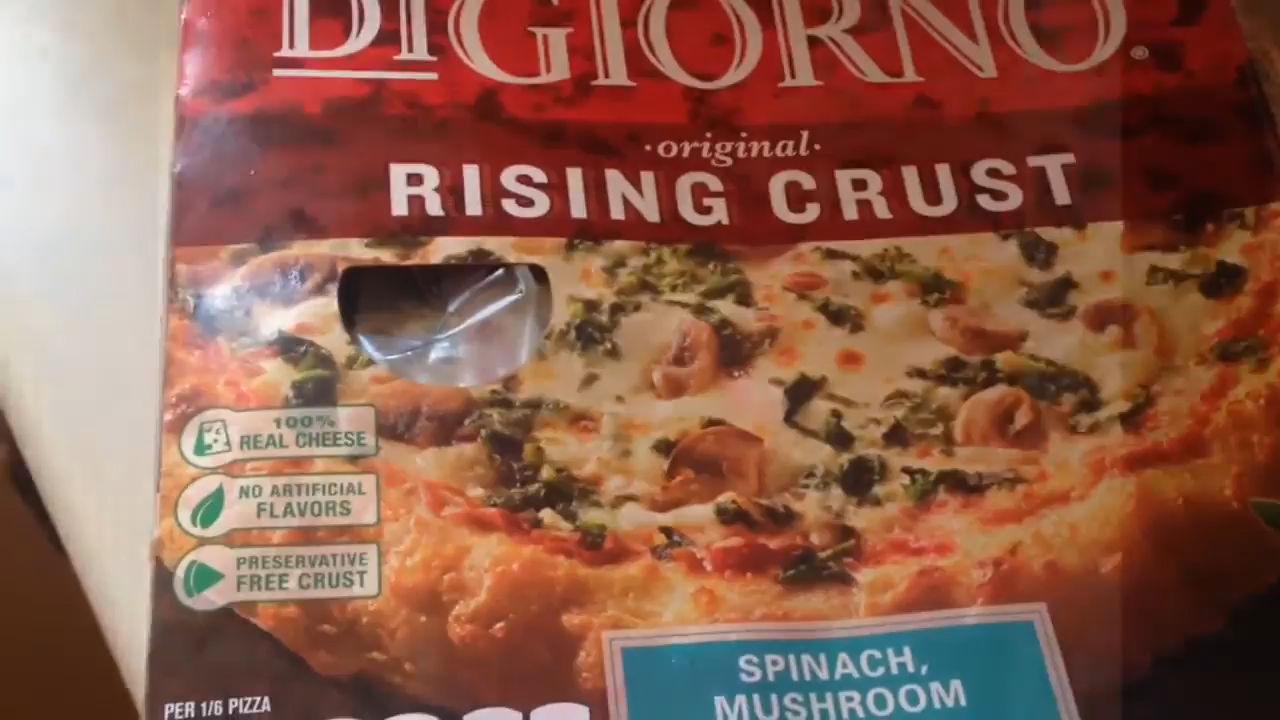 DIGIORNO®
·original·
RISING CRUST
100%
REAL CHEESE
NO ARTIFICIAL
FLAVORS
PRESERVATIVE
FREE CRUST
SPINACH,
MUSHROOM
PER 1/6 PIZZA